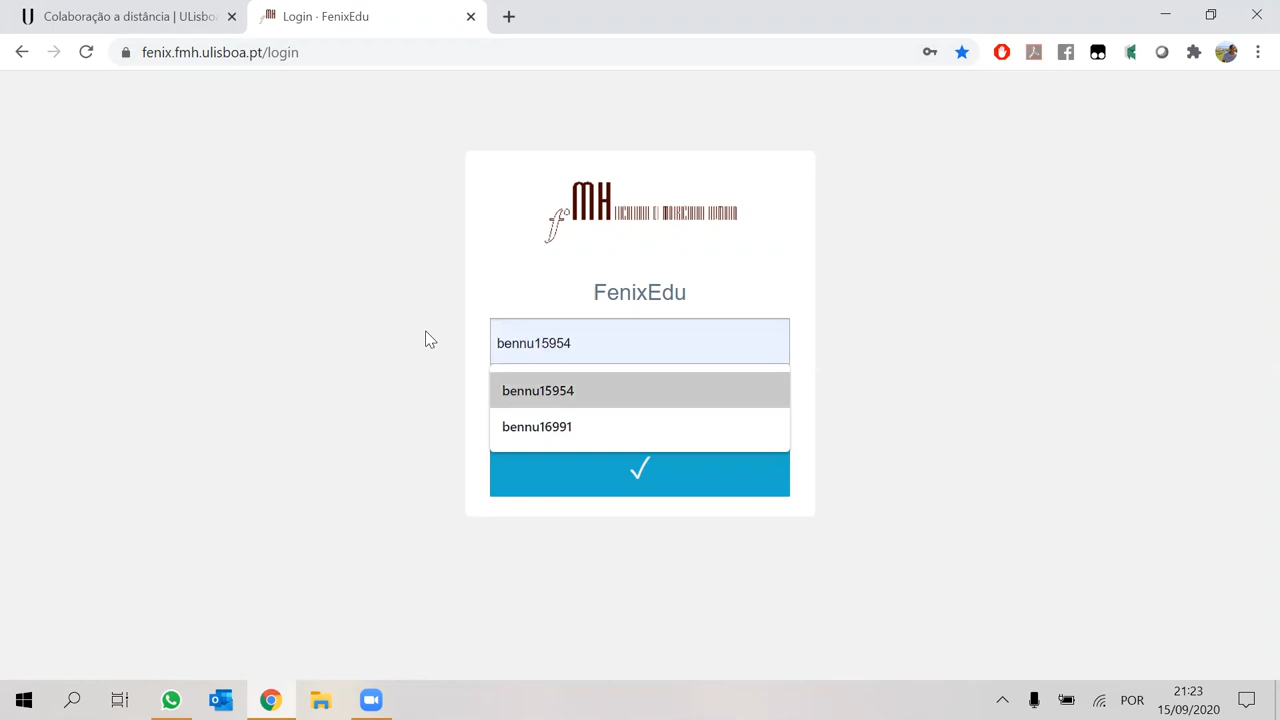 Colaboração a distância | ULisbo
Login · FenixEdu
fenix.fmh.ulisboa.pt/login
fMH
FenixEdu
bennu15954
bennu15954
bennu16991
POR
21:23
15/09/2020